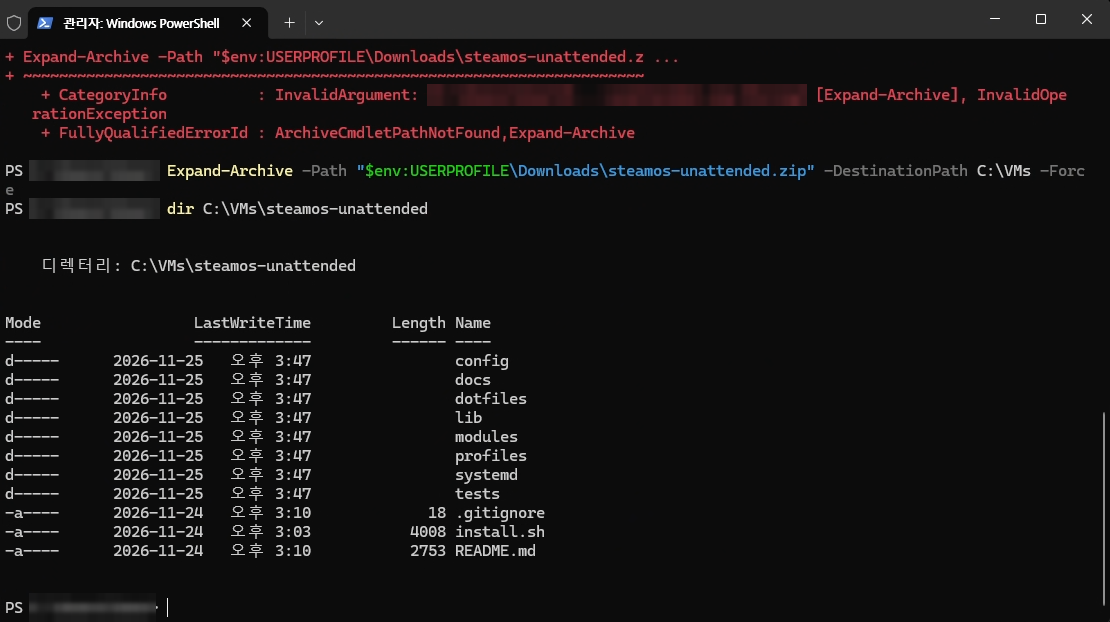 관리자: Windows PowerShell
+ Expand-Archive -Path "$env:USERPROFILE\Downloads\steamos-unattended.z ...
+ ~~~~~~~~~~~~~~~~~~~~~~~~~~~~~~~~~~~~~~~~~~~~~~~~~~~~~~~~~~~~~~~~~~~~~
+ CategoryInfo : InvalidArgument: [Expand-Archive], InvalidOpe
rationException
+ FullyQualifiedErrorId : ArchiveCmdletPathNotFound,Expand-Archive
PS Expand-Archive -Path "$env:USERPROFILE\Downloads\steamos-unattended.zip" -DestinationPath C:\VMs -Forc
e
PS dir C:\VMs\steamos-unattended
디렉터리: C:\VMs\steamos-unattended
Mode LastWriteTime Length Name
---- ------------- ------ ----
d----- 2026-11-25 오후 3:47 config
d----- 2026-11-25 오후 3:47 docs
d----- 2026-11-25 오후 3:47 dotfiles
d----- 2026-11-25 오후 3:47 lib
d----- 2026-11-25 오후 3:47 modules
d----- 2026-11-25 오후 3:47 profiles
d----- 2026-11-25 오후 3:47 systemd
d----- 2026-11-25 오후 3:47 tests
-a---- 2026-11-24 오후 3:10 18 .gitignore
-a---- 2026-11-24 오후 3:03 4008 install.sh
-a---- 2026-11-24 오후 3:10 2753 README.md
PS